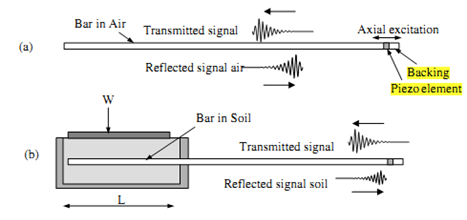 Bar in Air
Transmitted signal
Axial excitation
(a)
Reflected signal air
Backing
Piezo element
W
Bar in Soil
(b)
Transmitted signal
Reflected signal soil
L